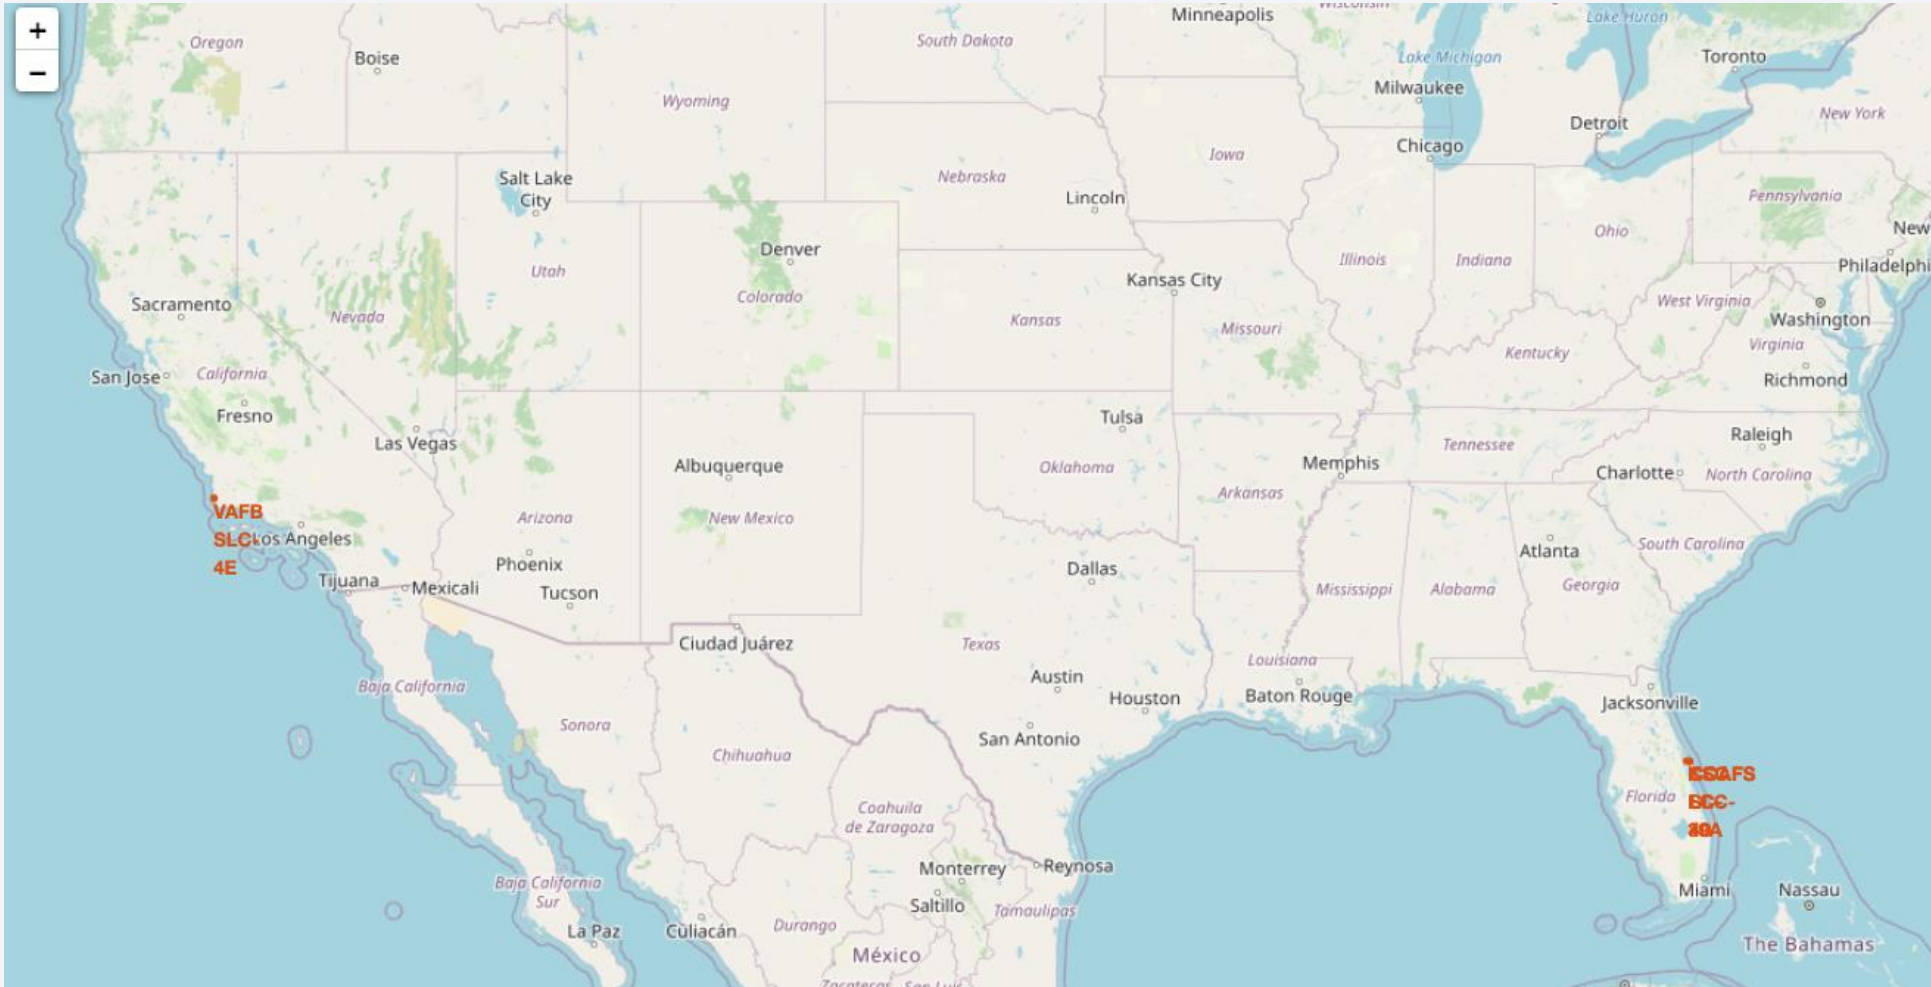 +
−
Oregon
Boise
South Dakota
Minneapolis
Wisconsin
Lake Huron
Lake Michigan
Toronto
Wyoming
Milwaukee
New York
Detroit
Chicago
Iowa
Salt Lake
City
Nebraska
Lincoln
Pennsylvania
New
Ohio
Denver
Utah
Illinois
Indiana
Philadelphi
Kansas City
Colorado
Sacramento
Nevada
Kansas
Missouri
West Virginia
Washington
Virginia
Kentucky
San Jose
California
Richmond
Fresno
Las Vegas
Tulsa
Tennessee
Raleigh
Albuquerque
Oklahoma
Memphis
Charlotte
North Carolina
Arkansas
VAFB
SLC-
4E
Los Angeles
Arizona
New Mexico
Phoenix
Atlanta
South Carolina
Dallas
Tijuana
Mexicali
Tucson
Mississippi
Alabama
Georgia
Ciudad Juárez
Texas
Louisiana
Baja California
Austin
Houston
Baton Rouge
Jacksonville
Sonora
Chihuahua
San Antonio
Florida
Coahuila
de Zaragoza
Monterrey
Reynosa
Baja California
Sur
Saltillo
Tamaulipas
Miami
Nassau
Durango
La Paz
Culiacán
México
The Bahamas
Zacatecas
San Luis